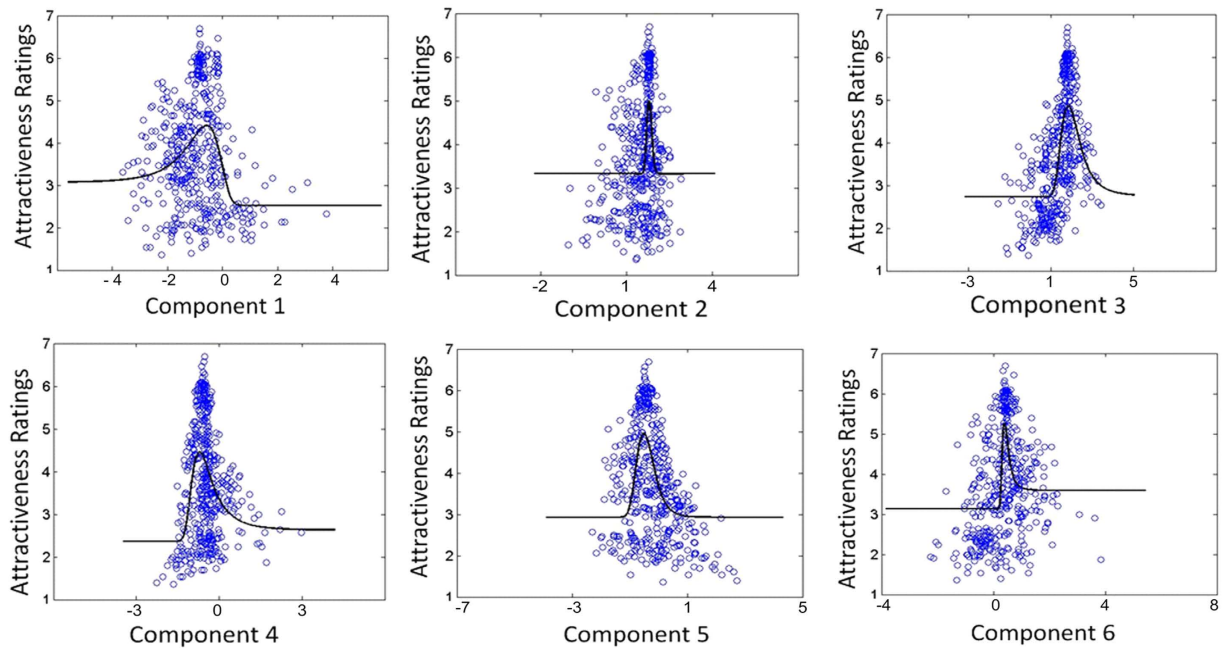 7
6
5
4
3
2
1
Attractiveness Ratings
- 4 -2 0 2 4
Component 1
7
6
5
4
3
2
1
Attractiveness Ratings
-2 1 4
Component 2
7
6
5
4
3
2
1
Attractiveness Ratings
-3 1 5
Component 3
7
6
5
4
3
2
1
Attractiveness Ratings
-3 0 3
Component 4
7
6
5
4
3
2
1
Attractiveness Ratings
-7 -3 1 5
Component 5
7
6
5
4
3
2
1
Attractiveness Ratings
-4 0 4 8
Component 6